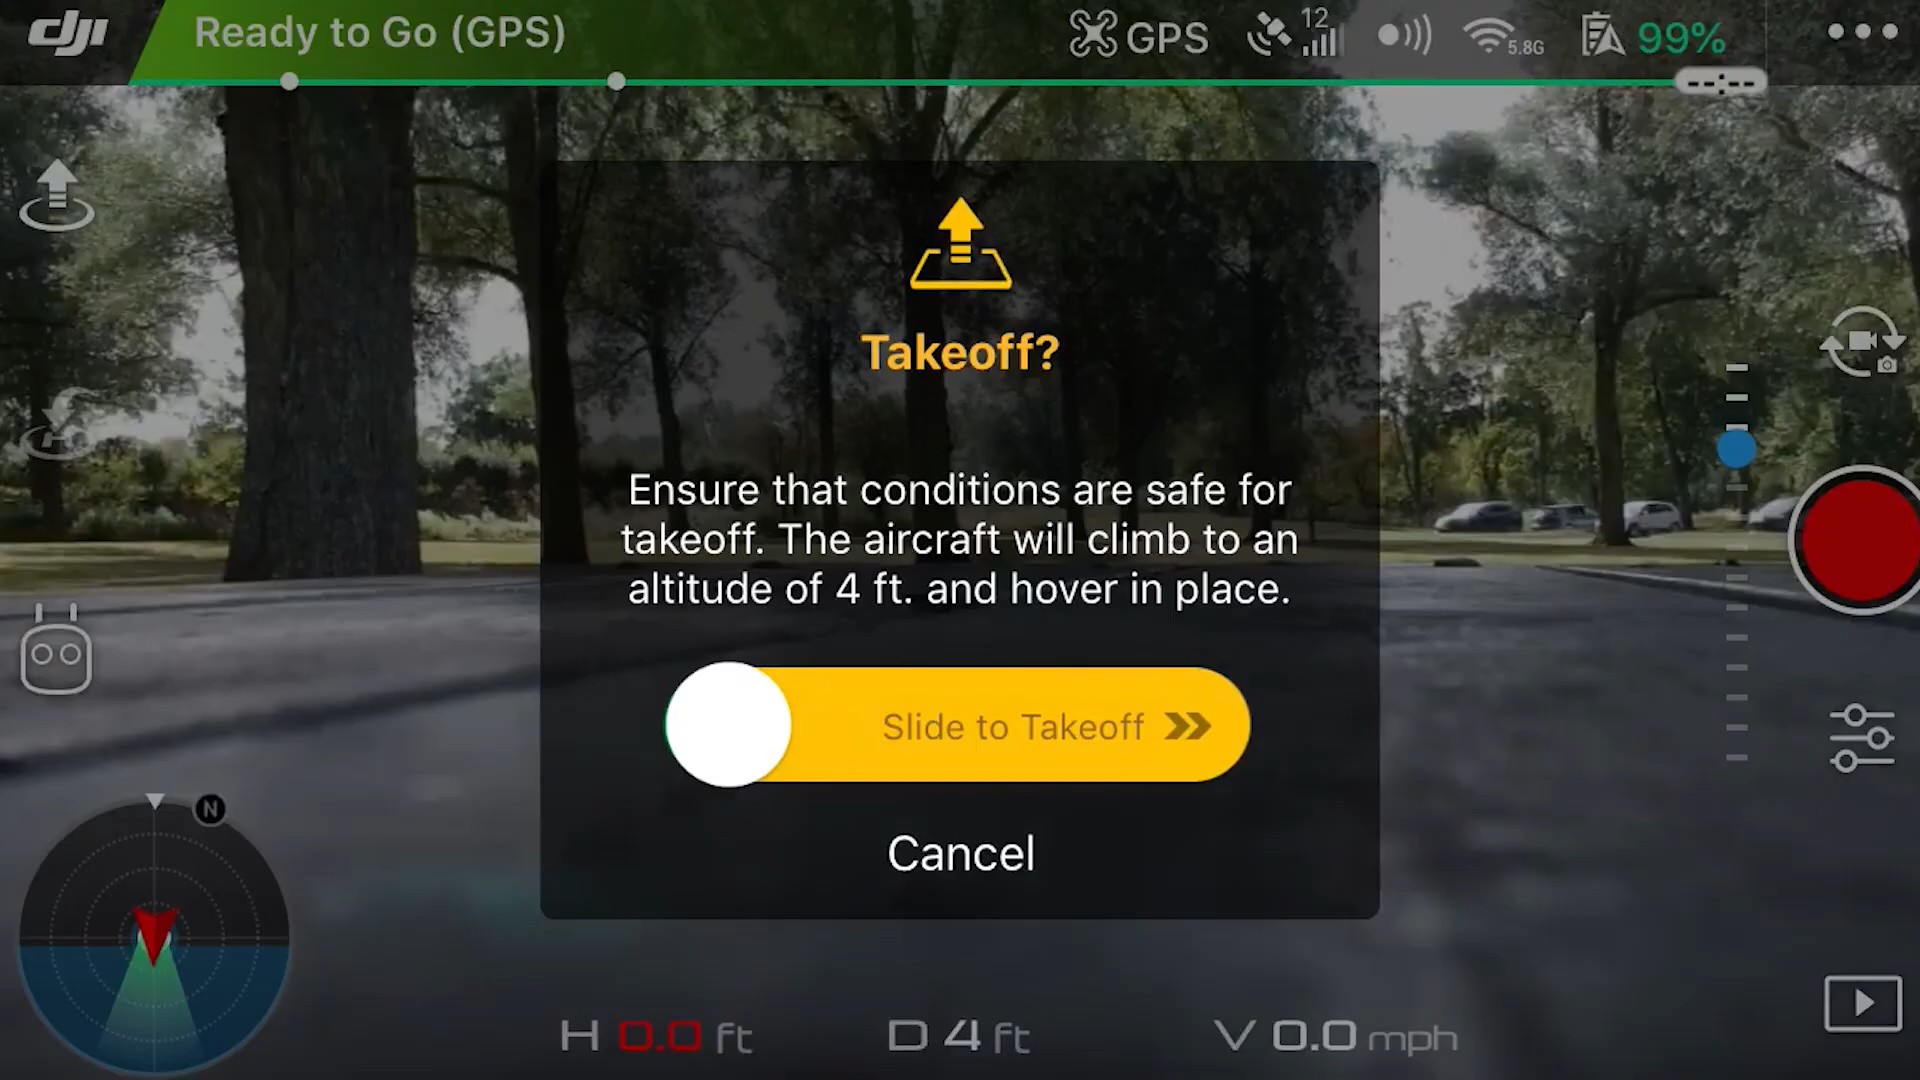 dji Ready to Go (GPS) GPS 12 5.8G 99%
Takeoff?
Ensure that conditions are safe for
takeoff. The aircraft will climb to an
altitude of 4 ft. and hover in place.
Slide to Takeoff
Cancel
N
H
H 0.0 ft D 4 ft V 0.0 mph